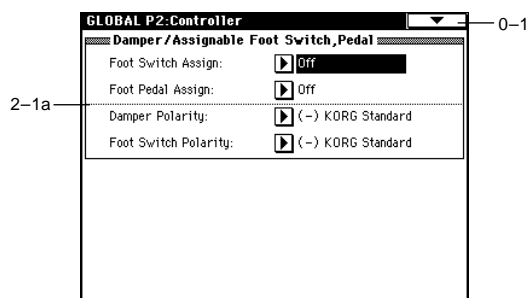 GLOBAL P2:Controller
0–1
Damper/Assignable Foot Switch,Pedal
Foot Switch Assign: Off
Foot Pedal Assign: Off
2–1a
Damper Polarity: (-) KORG Standard
Foot Switch Polarity: (-) KORG Standard